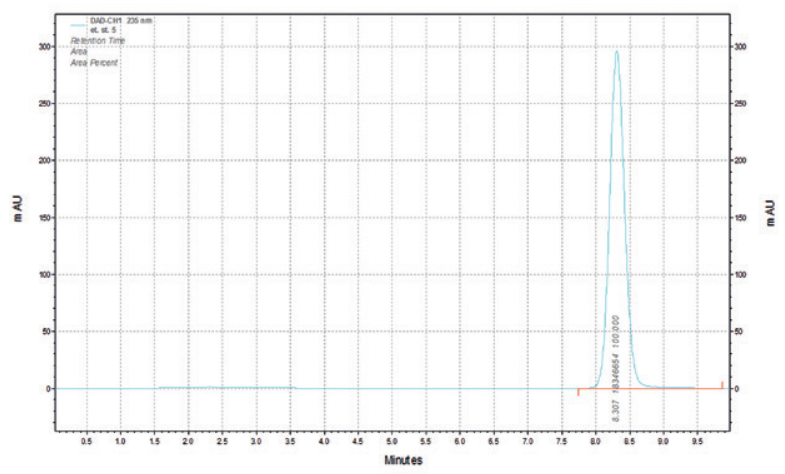 DAD-CH1 235 nm
et. st. 5
Retention Time
Area
Area Percent
300
250
200
150
100
50
0
mAU
300
250
200
150
100
50
0
mAU
8.307 18346654 100.000
0.5 1.0 1.5 2.0 2.5 3.0 3.5 4.0 4.5 5.0 5.5 6.0 6.5 7.0 7.5 8.0 8.5 9.0 9.5
Minutes